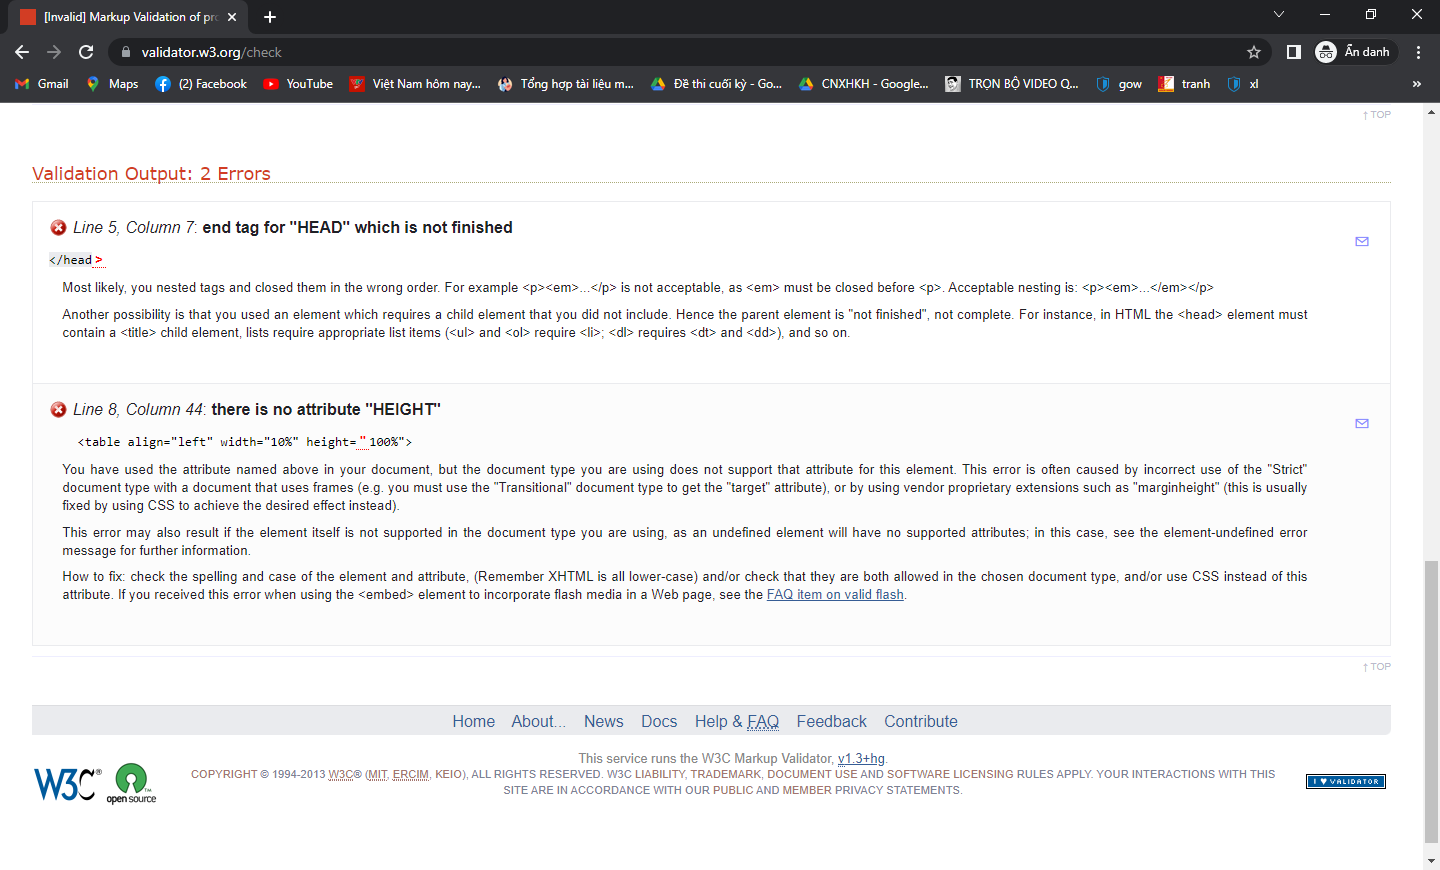 [Invalid] Markup Validation of pro
validator.w3.org/check
Ẩn danh
Gmail
Maps
(2) Facebook
YouTube
Việt Nam hôm nay...
Tổng hợp tài liệu m...
Đề thi cuối kỳ - Go...
CNXHKH - Google...
TRỌN BỘ VIDEO Q...
gow
tranh
xl
»
↑ TOP
Validation Output: 2 Errors
Line 5, Column 7: end tag for "HEAD" which is not finished
</head>
Most likely, you nested tags and closed them in the wrong order. For example <p><em>...</p> is not acceptable, as <em> must be closed before <p>. Acceptable nesting is: <p><em>...</em></p>
Another possibility is that you used an element which requires a child element that you did not include. Hence the parent element is "not finished", not complete. For instance, in HTML the <head> element must
contain a <title> child element, lists require appropriate list items (<ul> and <ol> require <li>; <dl> requires <dt> and <dd>), and so on.
Line 8, Column 44: there is no attribute "HEIGHT"
<table align="left" width="10%" height="100%">
You have used the attribute named above in your document, but the document type you are using does not support that attribute for this element. This error is often caused by incorrect use of the "Strict"
document type with a document that uses frames (e.g. you must use the "Transitional" document type to get the "target" attribute), or by using vendor proprietary extensions such as "marginheight" (this is usually
fixed by using CSS to achieve the desired effect instead).
This error may also result if the element itself is not supported in the document type you are using, as an undefined element will have no supported attributes; in this case, see the element-undefined error
message for further information.
How to fix: check the spelling and case of the element and attribute, (Remember XHTML is all lower-case) and/or check that they are both allowed in the chosen document type, and/or use CSS instead of this
attribute. If you received this error when using the <embed> element to incorporate flash media in a Web page, see the FAQ item on valid flash.
↑ TOP
Home About... News Docs Help & FAQ Feedback Contribute
This service runs the W3C Markup Validator, v1.3+hg.
COPYRIGHT © 1994-2013 W3C® (MIT, ERCIM, KEIO), ALL RIGHTS RESERVED. W3C LIABILITY, TRADEMARK, DOCUMENT USE AND SOFTWARE LICENSING RULES APPLY. YOUR INTERACTIONS WITH THIS
SITE ARE IN ACCORDANCE WITH OUR PUBLIC AND MEMBER PRIVACY STATEMENTS.
W3C®
open source™
I ♥ VALIDATOR